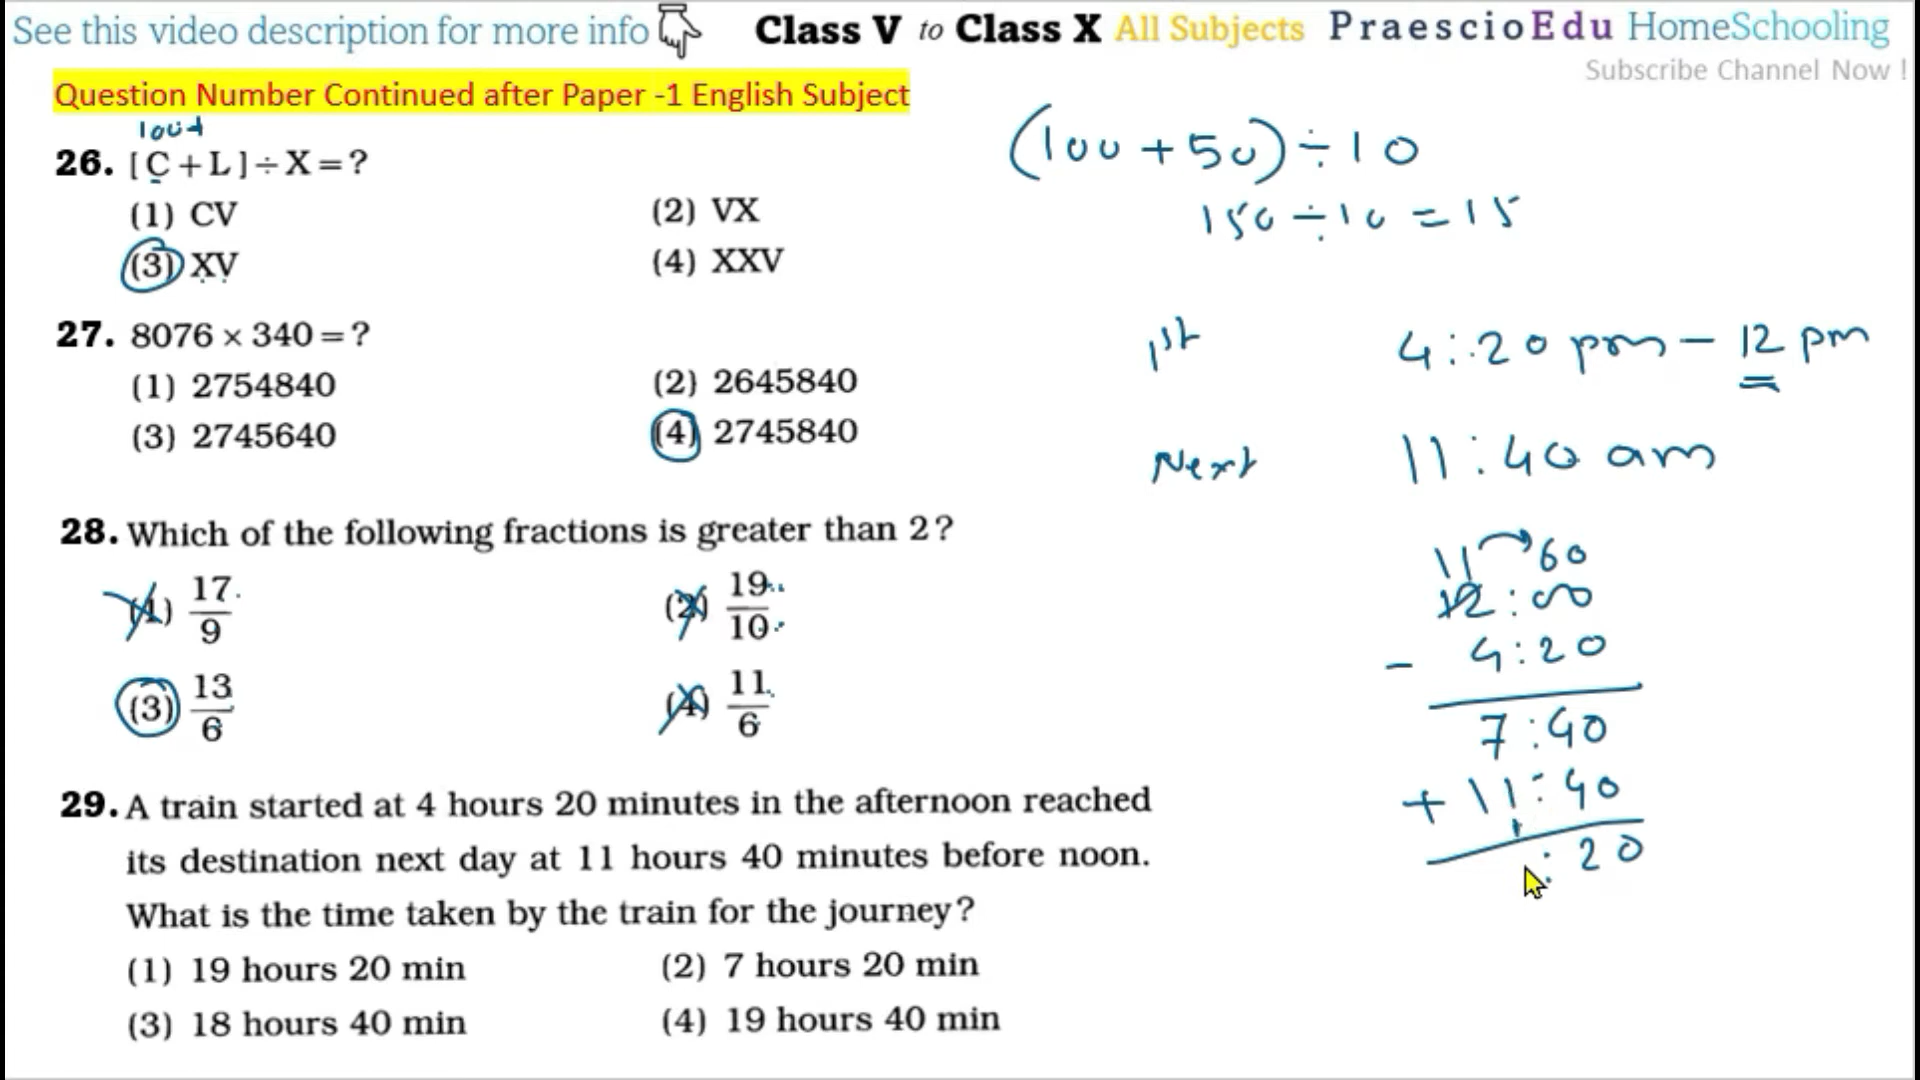 See this video description for more info Class V to Class X All Subjects PraescioEdu HomeSchooling
Subscribe Channel Now !
Question Number Continued after Paper -1 English Subject
26. [C + L] ÷ X = ?
(1) CV (2) VX
(3) XV (4) XXV
27. 8076 × 340 = ?
(1) 2754840 (2) 2645840
(3) 2745640 (4) 2745840
28. Which of the following fractions is greater than 2?
(1) 17/9 (2) 19/10
(3) 13/6 (4) 11/6
29. A train started at 4 hours 20 minutes in the afternoon reached
its destination next day at 11 hours 40 minutes before noon.
What is the time taken by the train for the journey?
(1) 19 hours 20 min (2) 7 hours 20 min
(3) 18 hours 40 min (4) 19 hours 40 min
(100 + 50) ÷ 10
150 ÷ 10 = 15
1st 4:20 pm - 12 pm
Next 11:40 am
11 60
12:00
- 4:20
7:40
+ 11:40
:20